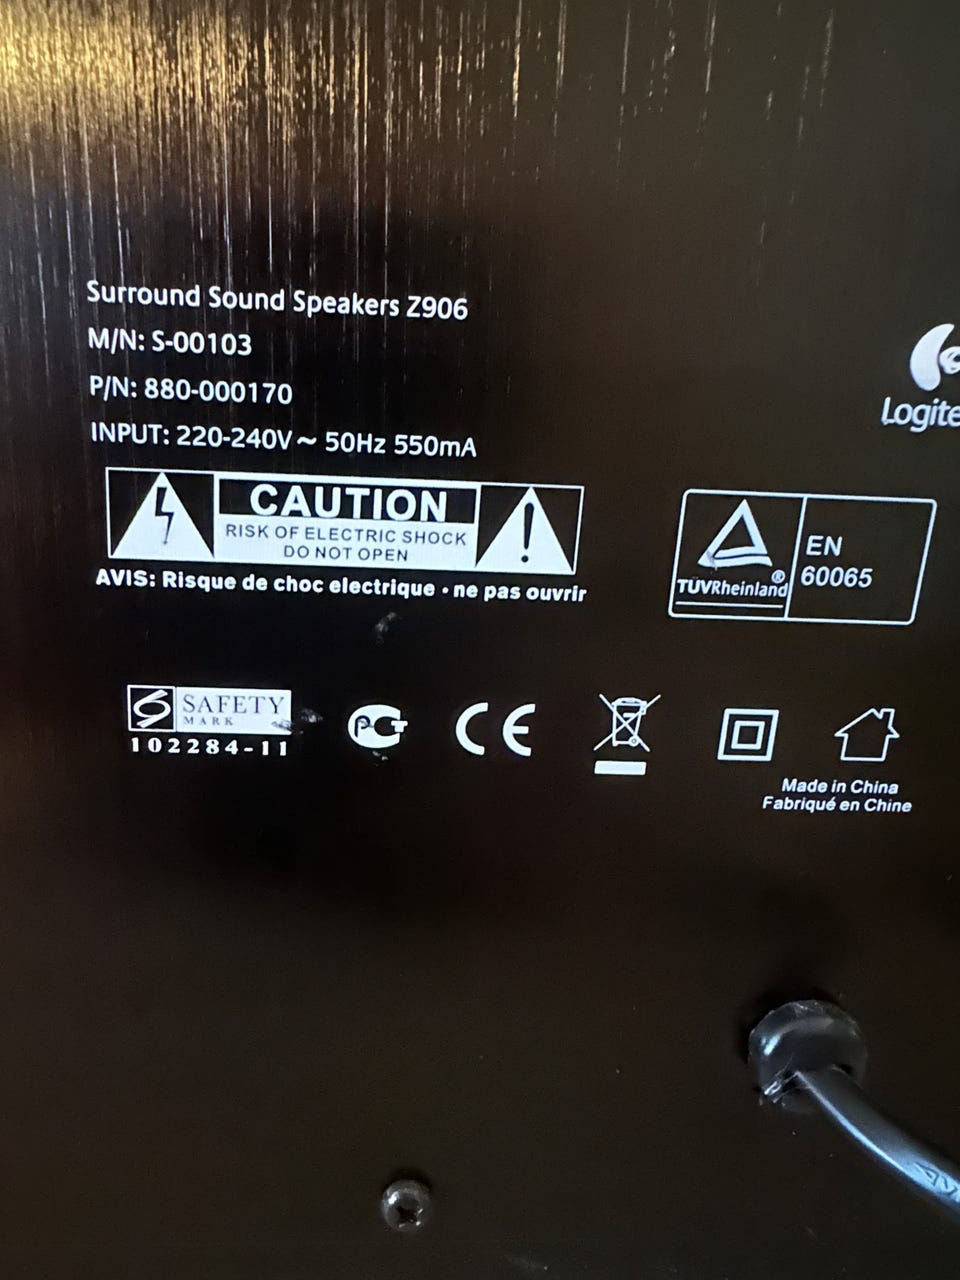 Surround Sound Speakers Z906
M/N: S-00103
P/N: 880-000170
INPUT: 220-240V ~ 50Hz 550mA
CAUTION
RISK OF ELECTRIC SHOCK
DO NOT OPEN
AVIS: Risque de choc electrique • ne pas ouvrir
Logite
TÜVRheinland®
EN
60065
SAFETY
MARK
102284-11
CE
Made in China
Fabriqué en Chine